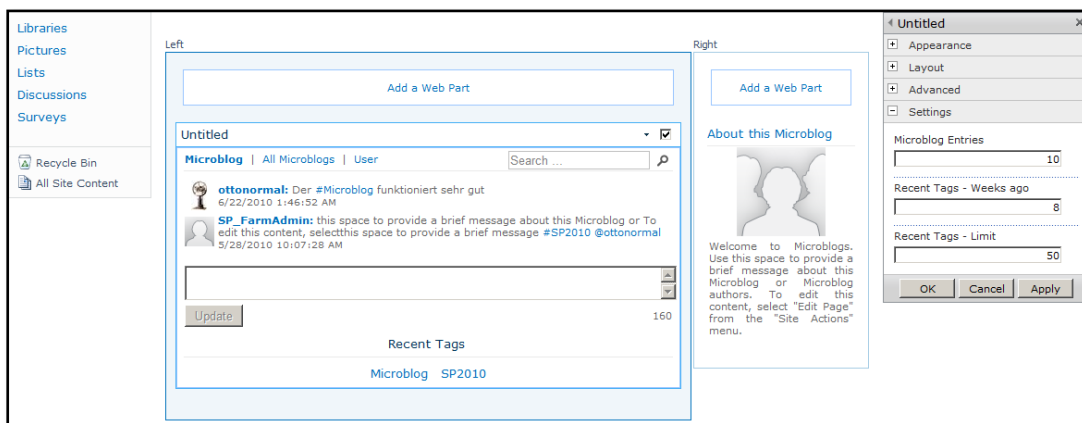 Libraries
Pictures
Lists
Discussions
Surveys
Recycle Bin
All Site Content
Left
Add a Web Part
Untitled
Microblog | All Microblogs | User
Search ...
ottonormal: Der #Microblog funktioniert sehr gut
6/22/2010 1:46:52 AM
SP_FarmAdmin: this space to provide a brief message about this Microblog or To
edit this content, selectthis space to provide a brief message #SP2010 @ottonormal
5/28/2010 10:07:28 AM
Update
160
Recent Tags
Microblog SP2010
Right
Add a Web Part
About this Microblog
Welcome to Microblogs.
Use this space to provide a
brief message about this
Microblog or Microblog
authors. To edit this
content, select "Edit Page"
from the "Site Actions"
menu.
Untitled
Appearance
Layout
Advanced
Settings
Microblog Entries
10
Recent Tags - Weeks ago
8
Recent Tags - Limit
50
OK Cancel Apply